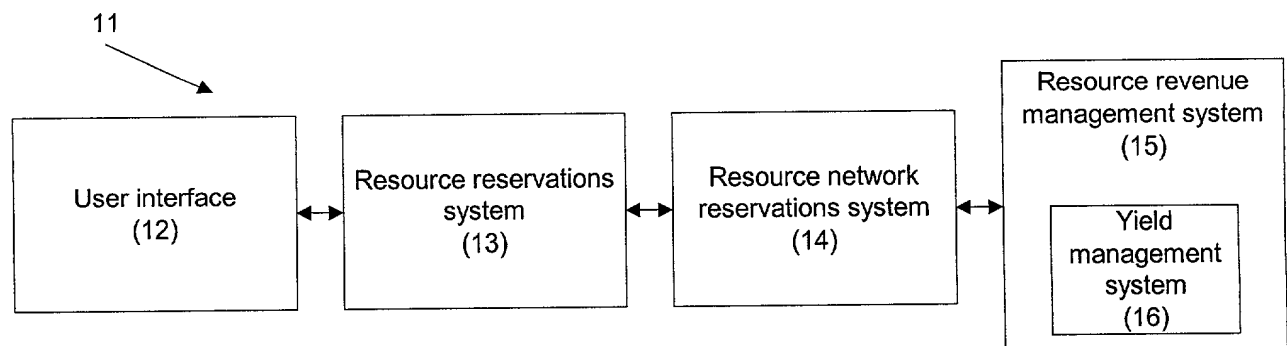 11
User interface
(12)
Resource reservations
system
(13)
Resource network
reservations system
(14)
Resource revenue
management system
(15)
Yield
management
system
(16)